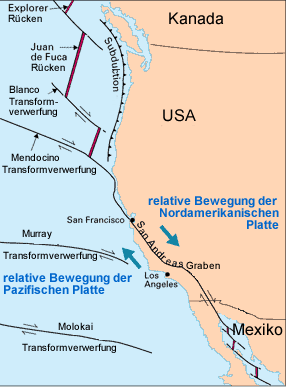 Explorer
Rücken
Kanada
Juan
de Fuca
Rücken
Subduktion
Blanco
Transform-
verwerfung
USA
Mendocino
Transformverwerfung
relative Bewegung der
Nordamerikanischen
Platte
San Francisco
San Andreas Graben
Murray
Transformverwerfung
relative Bewegung der
Pazifischen Platte
Los
Angeles
Molokai
Transformverwerfung
Mexiko